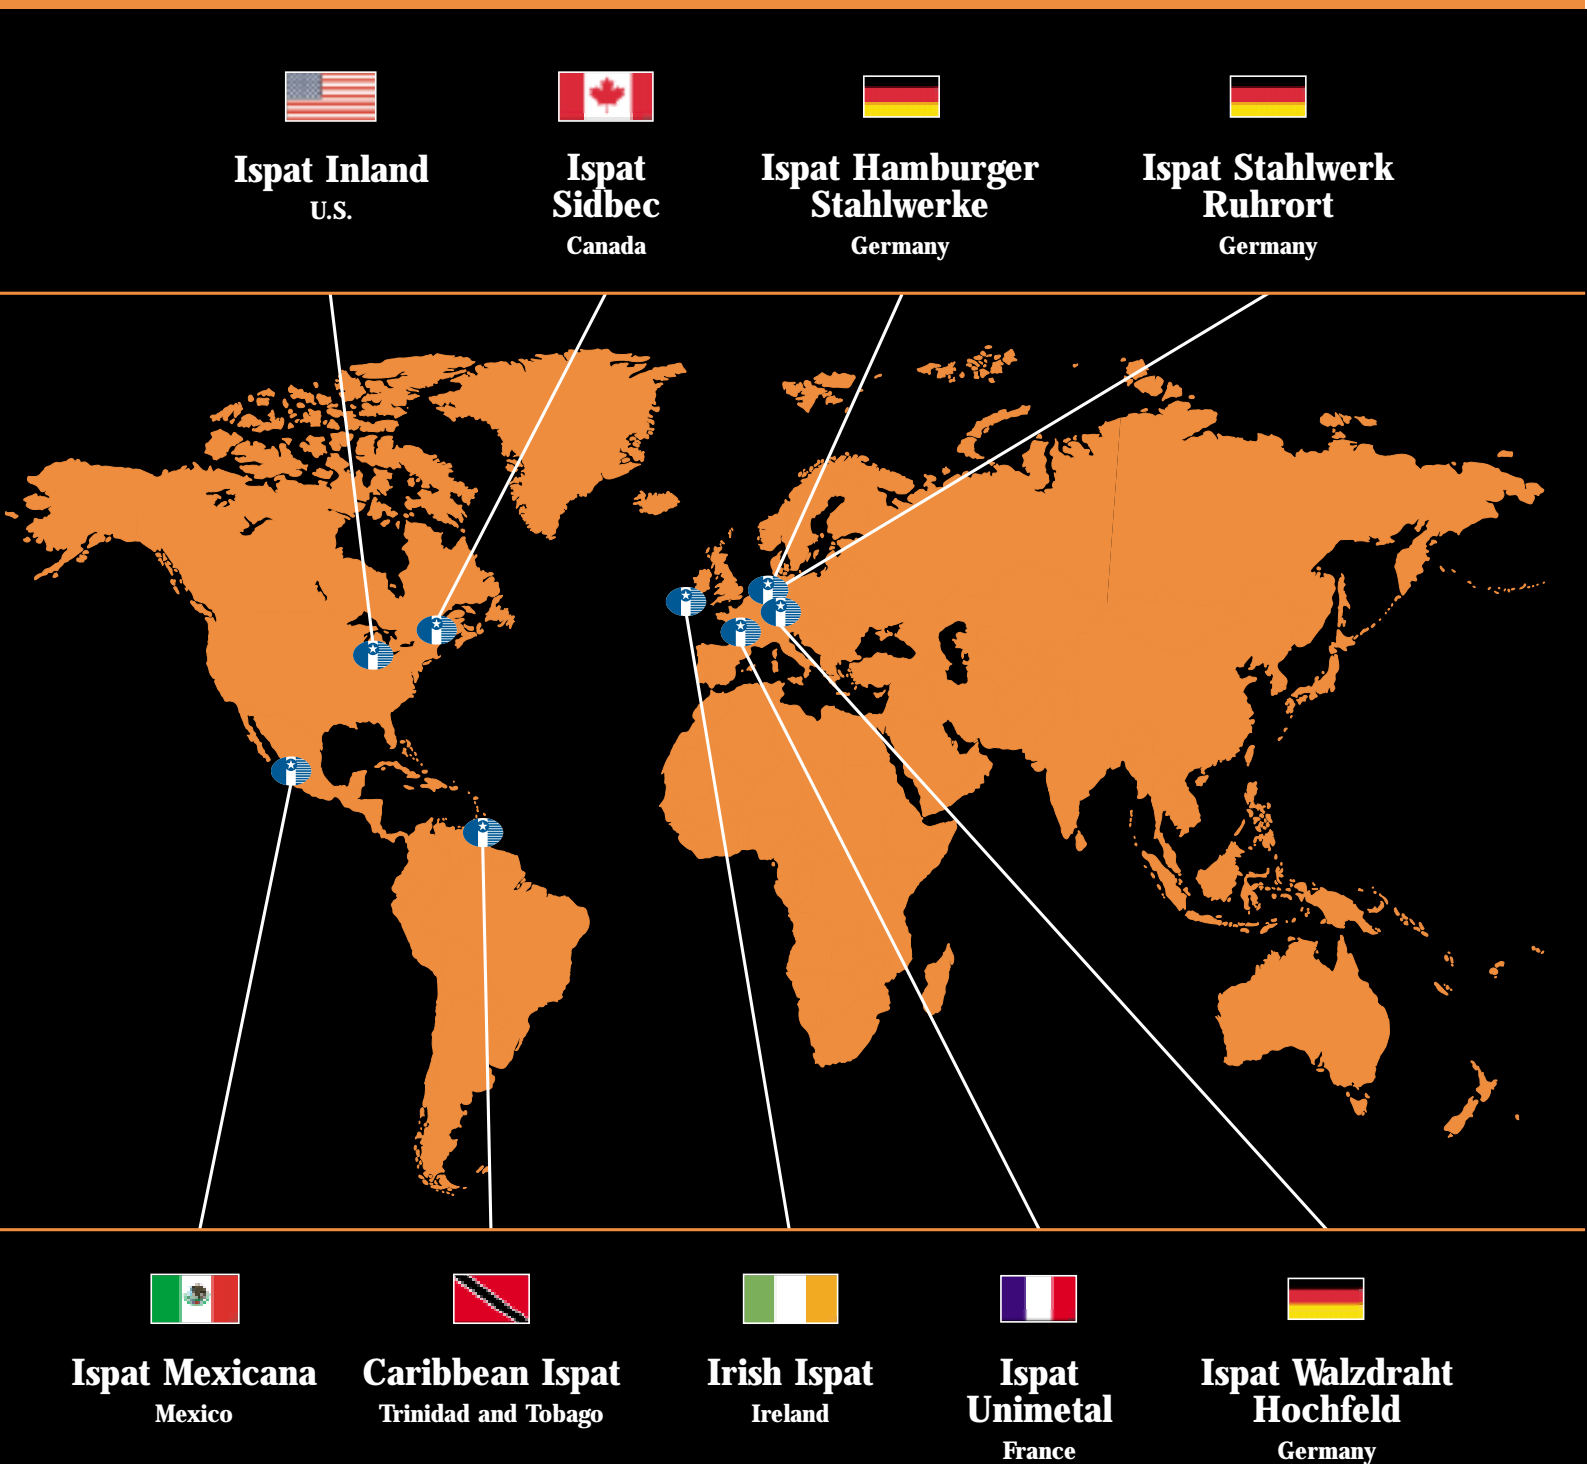 Ispat Inland
U.S.
Ispat
Sidbec
Canada
Ispat Hamburger
Stahlwerke
Germany
Ispat Stahlwerk
Ruhrort
Germany
Ispat Mexicana
Mexico
Caribbean Ispat
Trinidad and Tobago
Irish Ispat
Ireland
Ispat
Unimetal
France
Ispat Walzdraht
Hochfeld
Germany